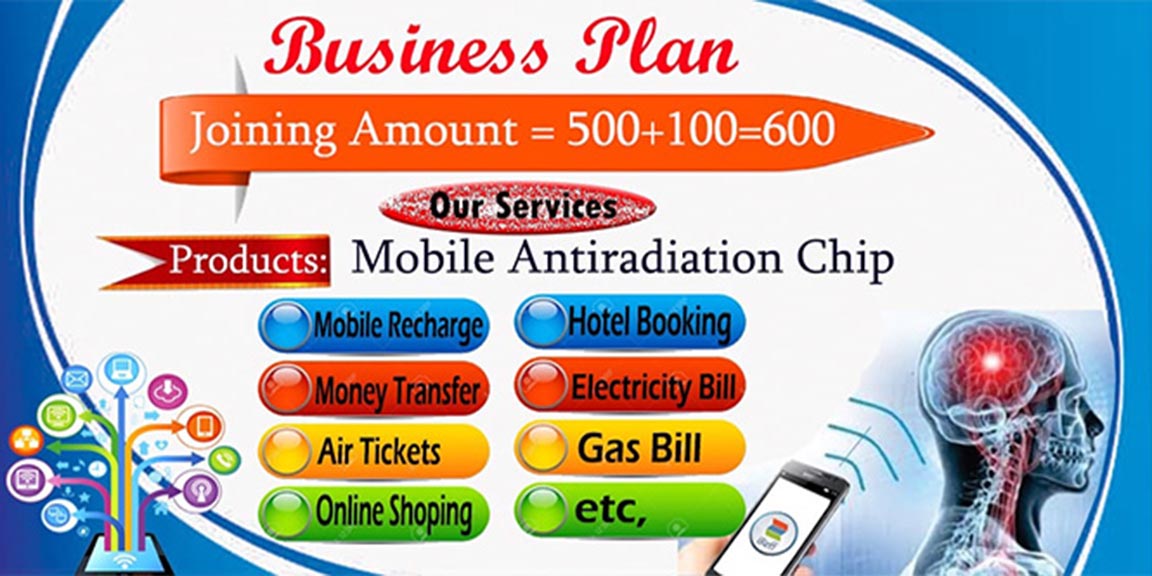 Business Plan
Joining Amount = 500+100=600
Our Services
Products: Mobile Antiradiation Chip
Mobile Recharge
Hotel Booking
Money Transfer
Electricity Bill
Air Tickets
Gas Bill
Online Shoping
etc,